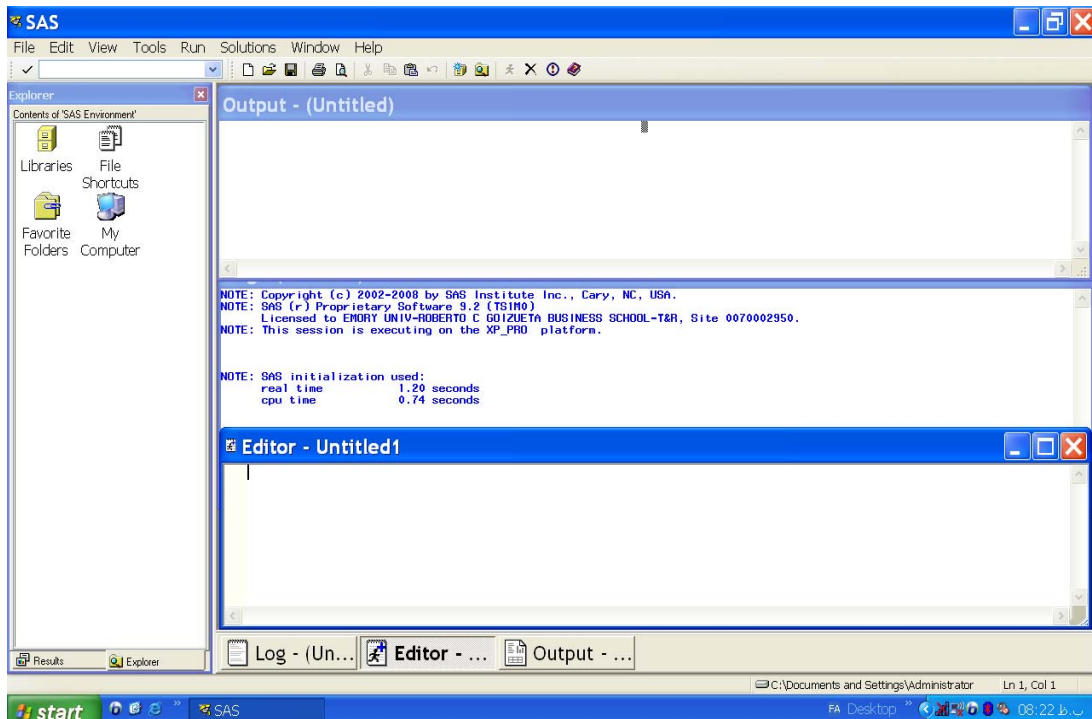 SAS
File Edit View Tools Run Solutions Window Help
Explorer
Contents of 'SAS Environment'
Libraries
File Shortcuts
Favorite Folders
My Computer
Output - (Untitled)
NOTE: Copyright (c) 2002-2008 by SAS Institute Inc., Cary, NC, USA.
NOTE: SAS (r) Proprietary Software 9.2 (TS1M0)
Licensed to EMORY UNIV-ROBERTO C GOIZUETA BUSINESS SCHOOL-T&R, Site 0070002950.
NOTE: This session is executing on the XP_PRO platform.
NOTE: SAS initialization used:
real time 1.20 seconds
cpu time 0.74 seconds
Editor - Untitled1
Results Explorer
Log - (Un... Editor - ... Output - ...
C:\Documents and Settings\Administrator Ln 1, Col 1
start SAS FA Desktop 08:22 ب.ظ